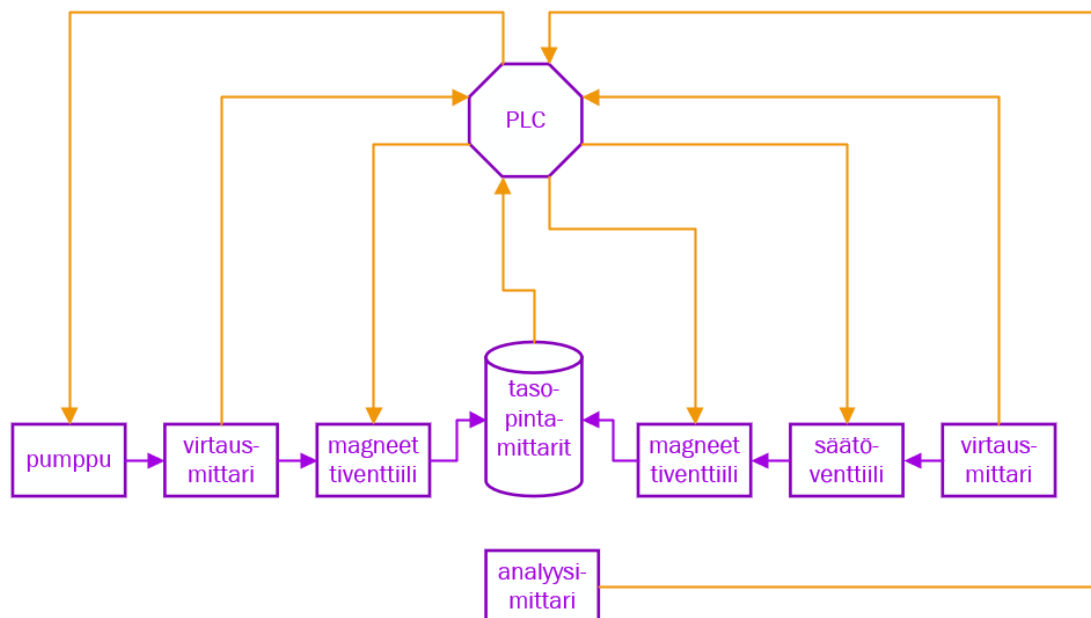 PLC
taso-
pinta-
mittarit
pumppu
virtaus-
mittari
magneet
tiventtiili
magneet
tiventtiili
säätö-
venttiili
virtaus-
mittari
analyysi-
mittari